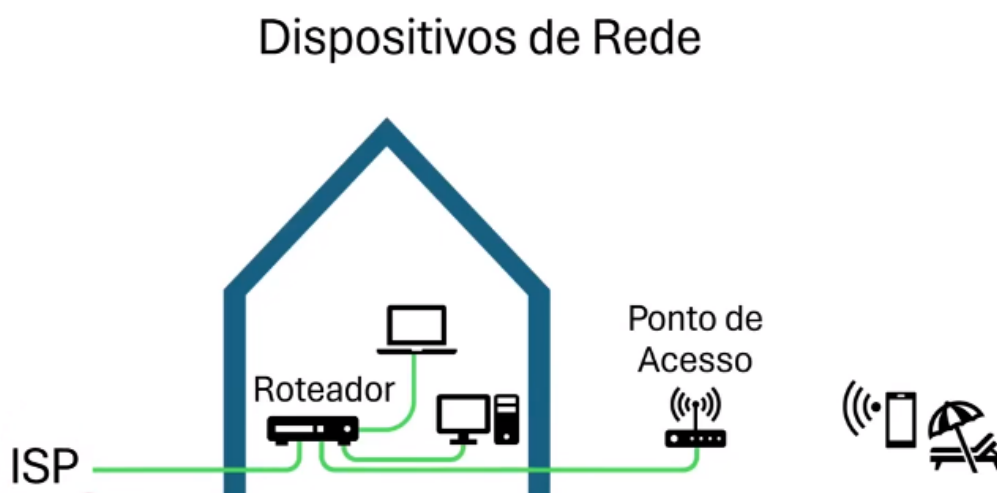 Dispositivos de Rede
Ponto de
Acesso
Roteador
ISP